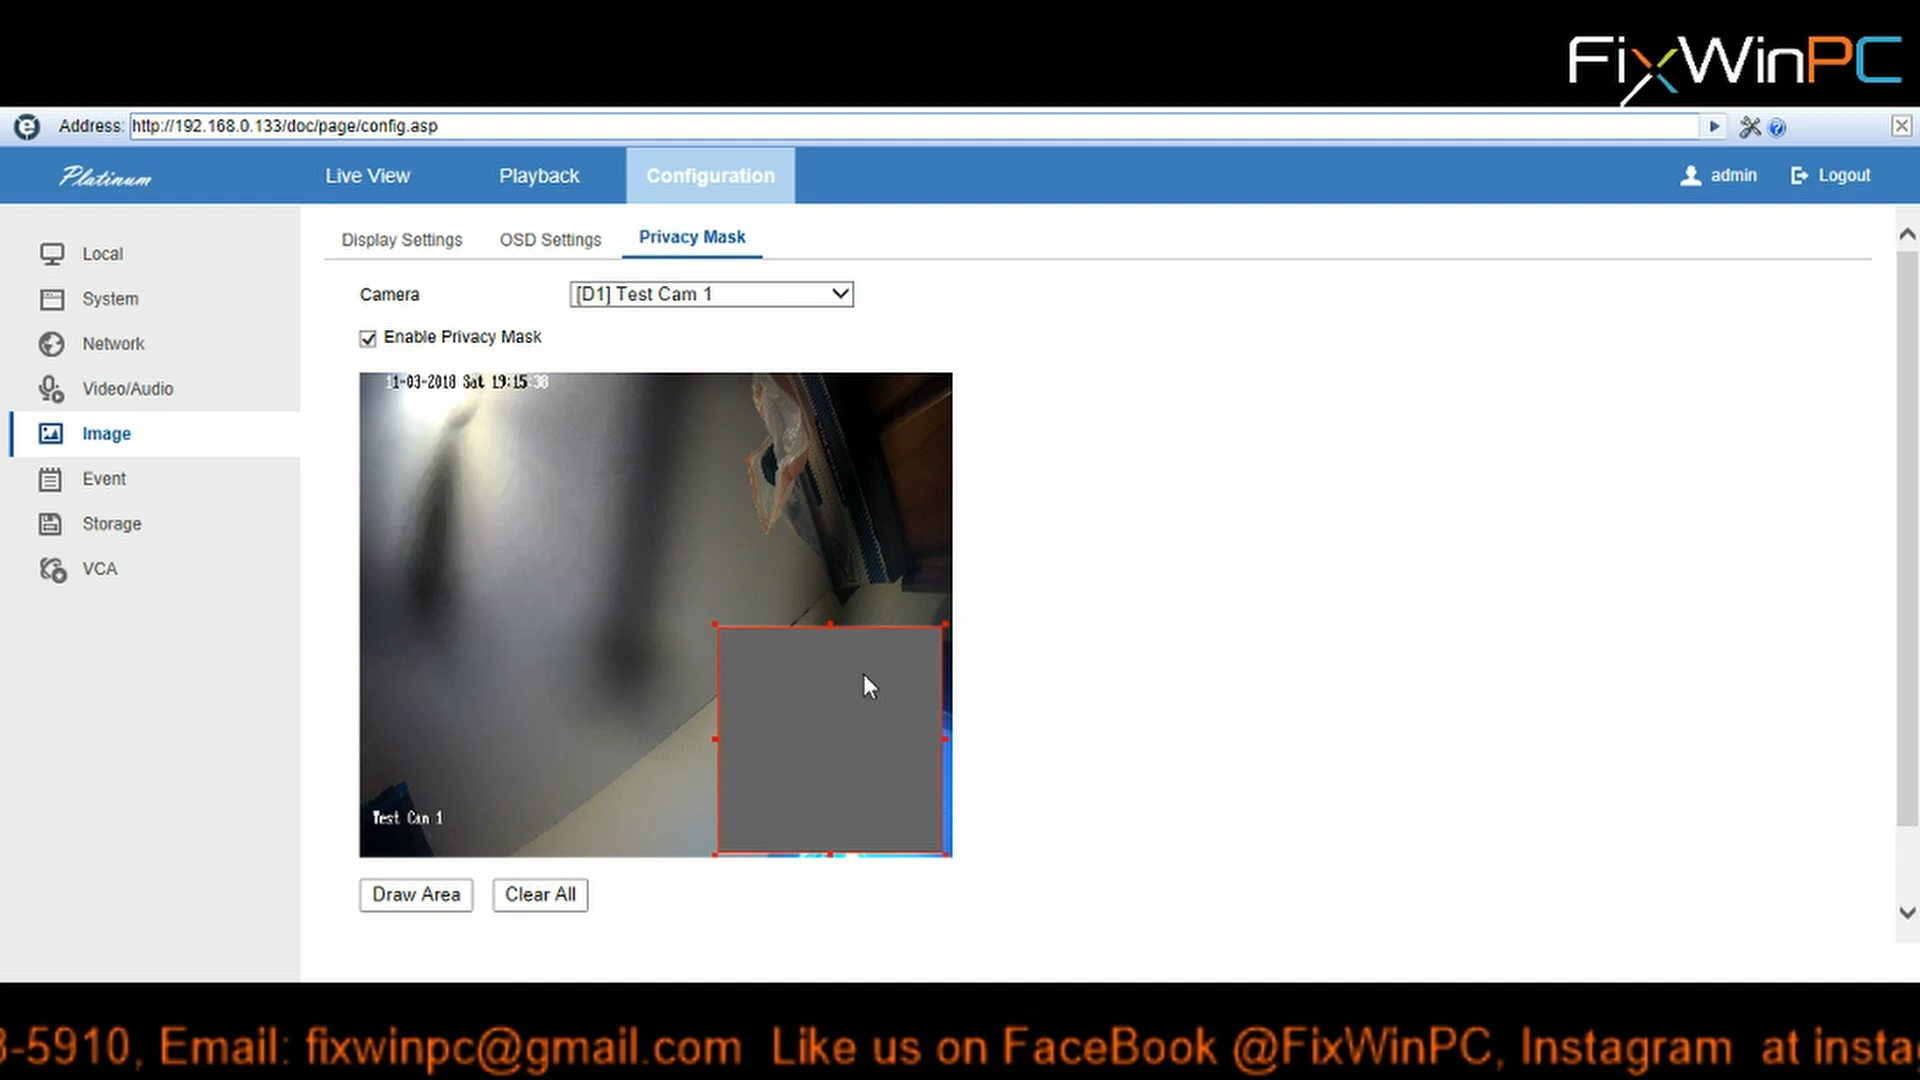 FixWinPC
Address: http://192.168.0.133/doc/page/config.asp
Platinum
Live View
Playback
Configuration
admin
Logout
Local
System
Network
Video/Audio
Image
Event
Storage
VCA
Display Settings
OSD Settings
Privacy Mask
Camera
[D1] Test Cam 1
Enable Privacy Mask
11-03-2018 Sat 19:15:38
Test Cam 1
Draw Area
Clear All
-5910, Email: fixwinpc@gmail.com Like us on FaceBook @FixWinPC, Instagram at insta